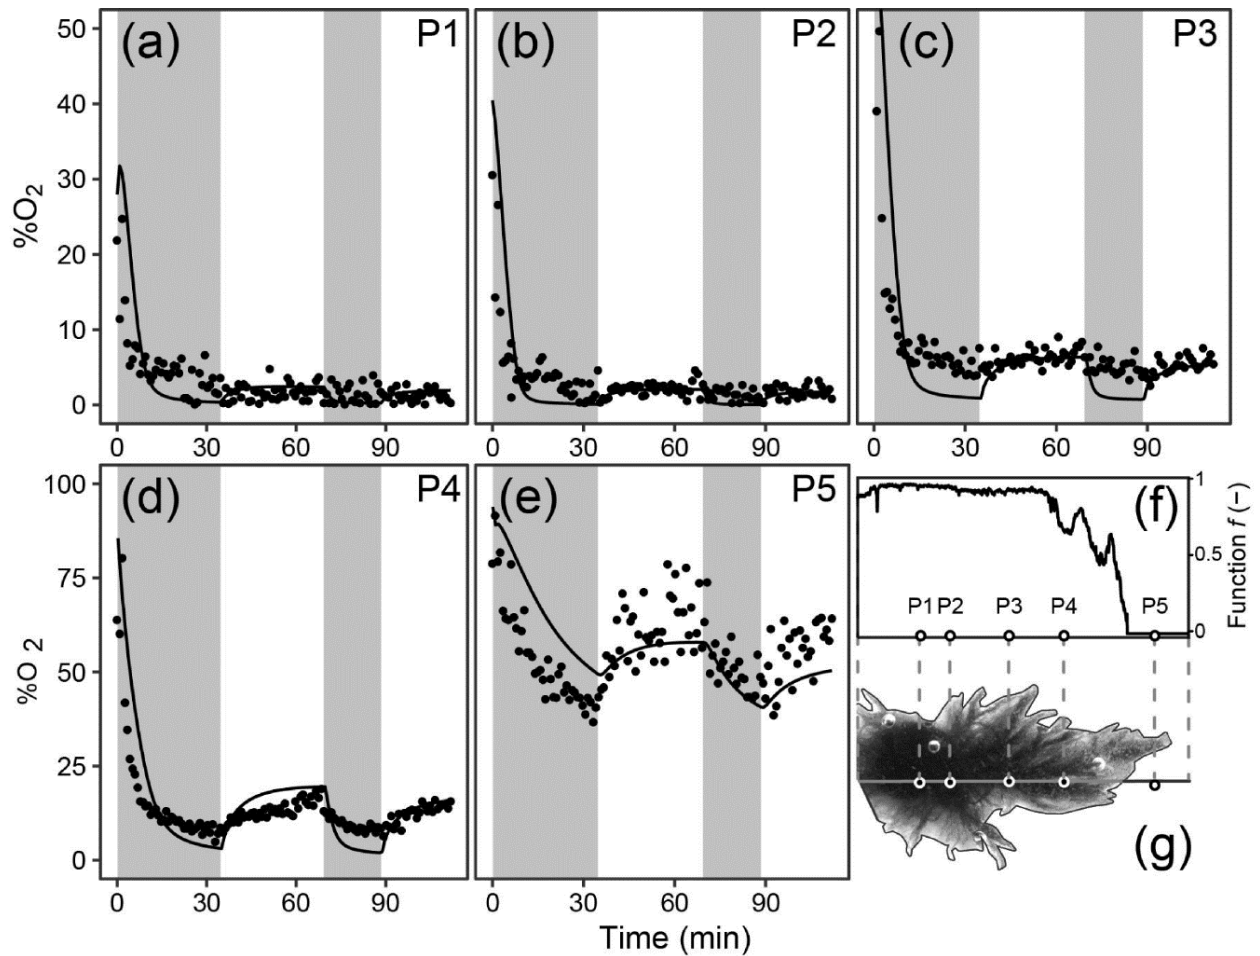 (a) P1
(b) P2
(c) P3
50
40
30
20
10
0
%O2
0 30 60 90
0 30 60 90
0 30 60 90
(d) P4
(e) P5
(f)
100
75
50
25
0
%O 2
0 30 60 90
0 30 60 90
Time (min)
1
0.5
0
Function f (–)
P1 P2 P3 P4 P5
(g)